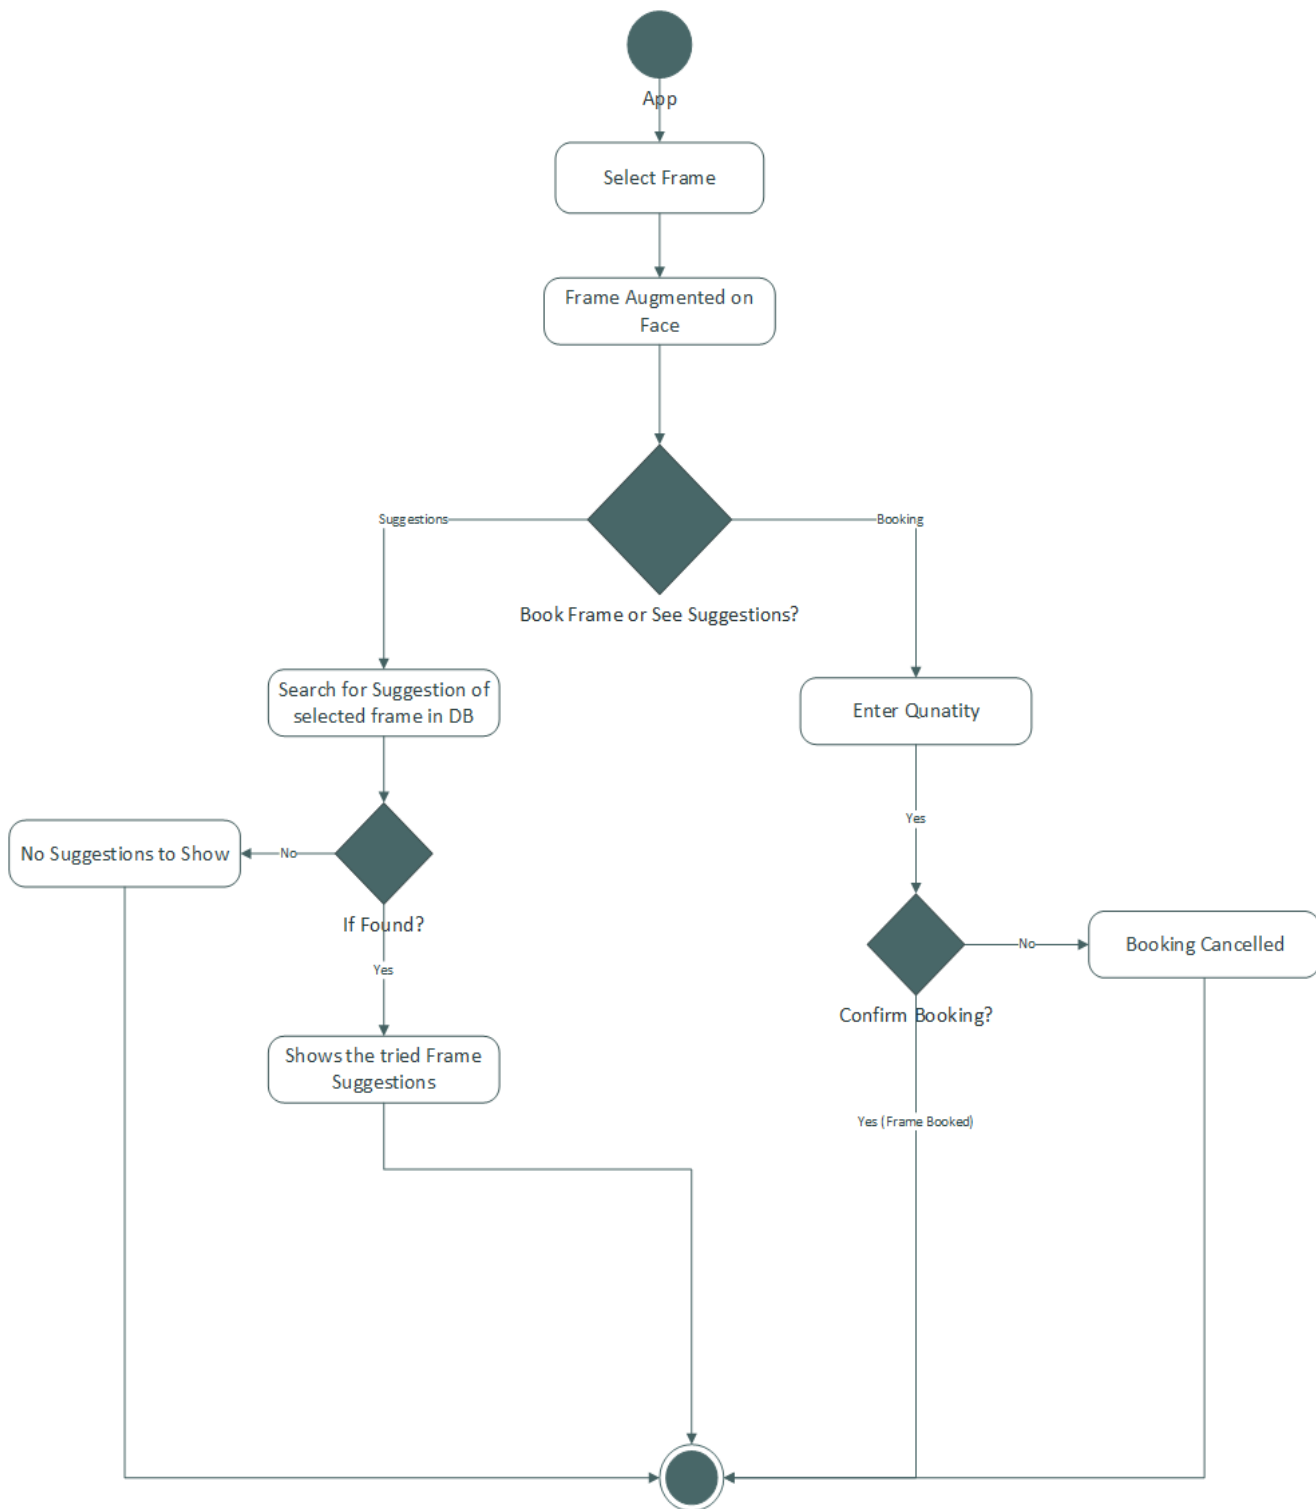 App
Select Frame
Frame Augmented on
Face
Suggestions
Booking
Book Frame or See Suggestions?
Search for Suggestion of
selected frame in DB
Enter Qunatity
Yes
No Suggestions to Show
No
If Found?
No
Booking Cancelled
Yes
Confirm Booking?
Shows the tried Frame
Suggestions
Yes (Frame Booked)